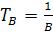 T_B = 1/B